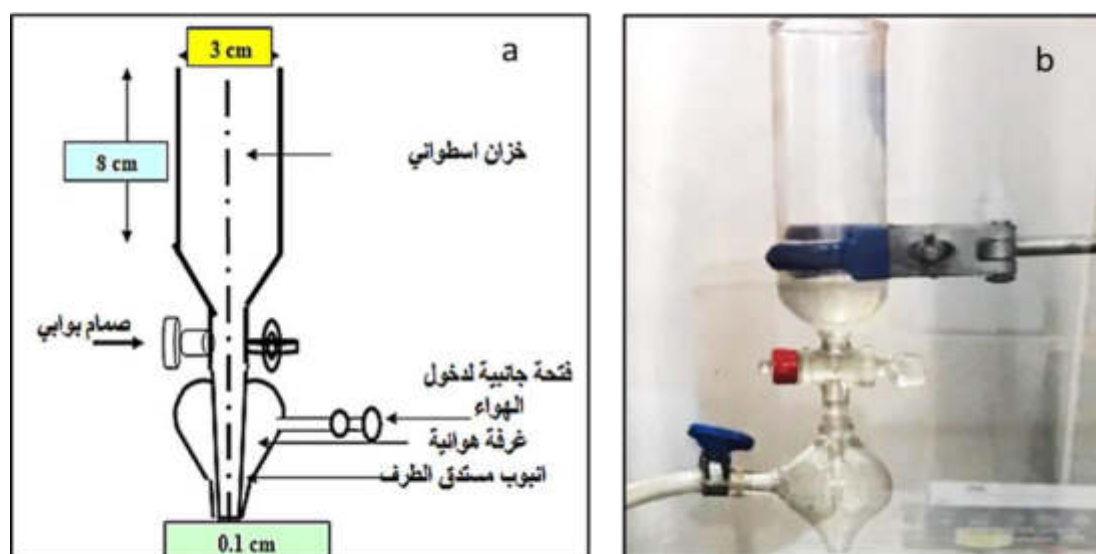 3 cm
a
b
8 cm
خزان اسطواني
صمام بوابي
فتحة جانبية لدخول
الهواء
غرفة هوائية
انبوب مستدق الطرف
0.1 cm